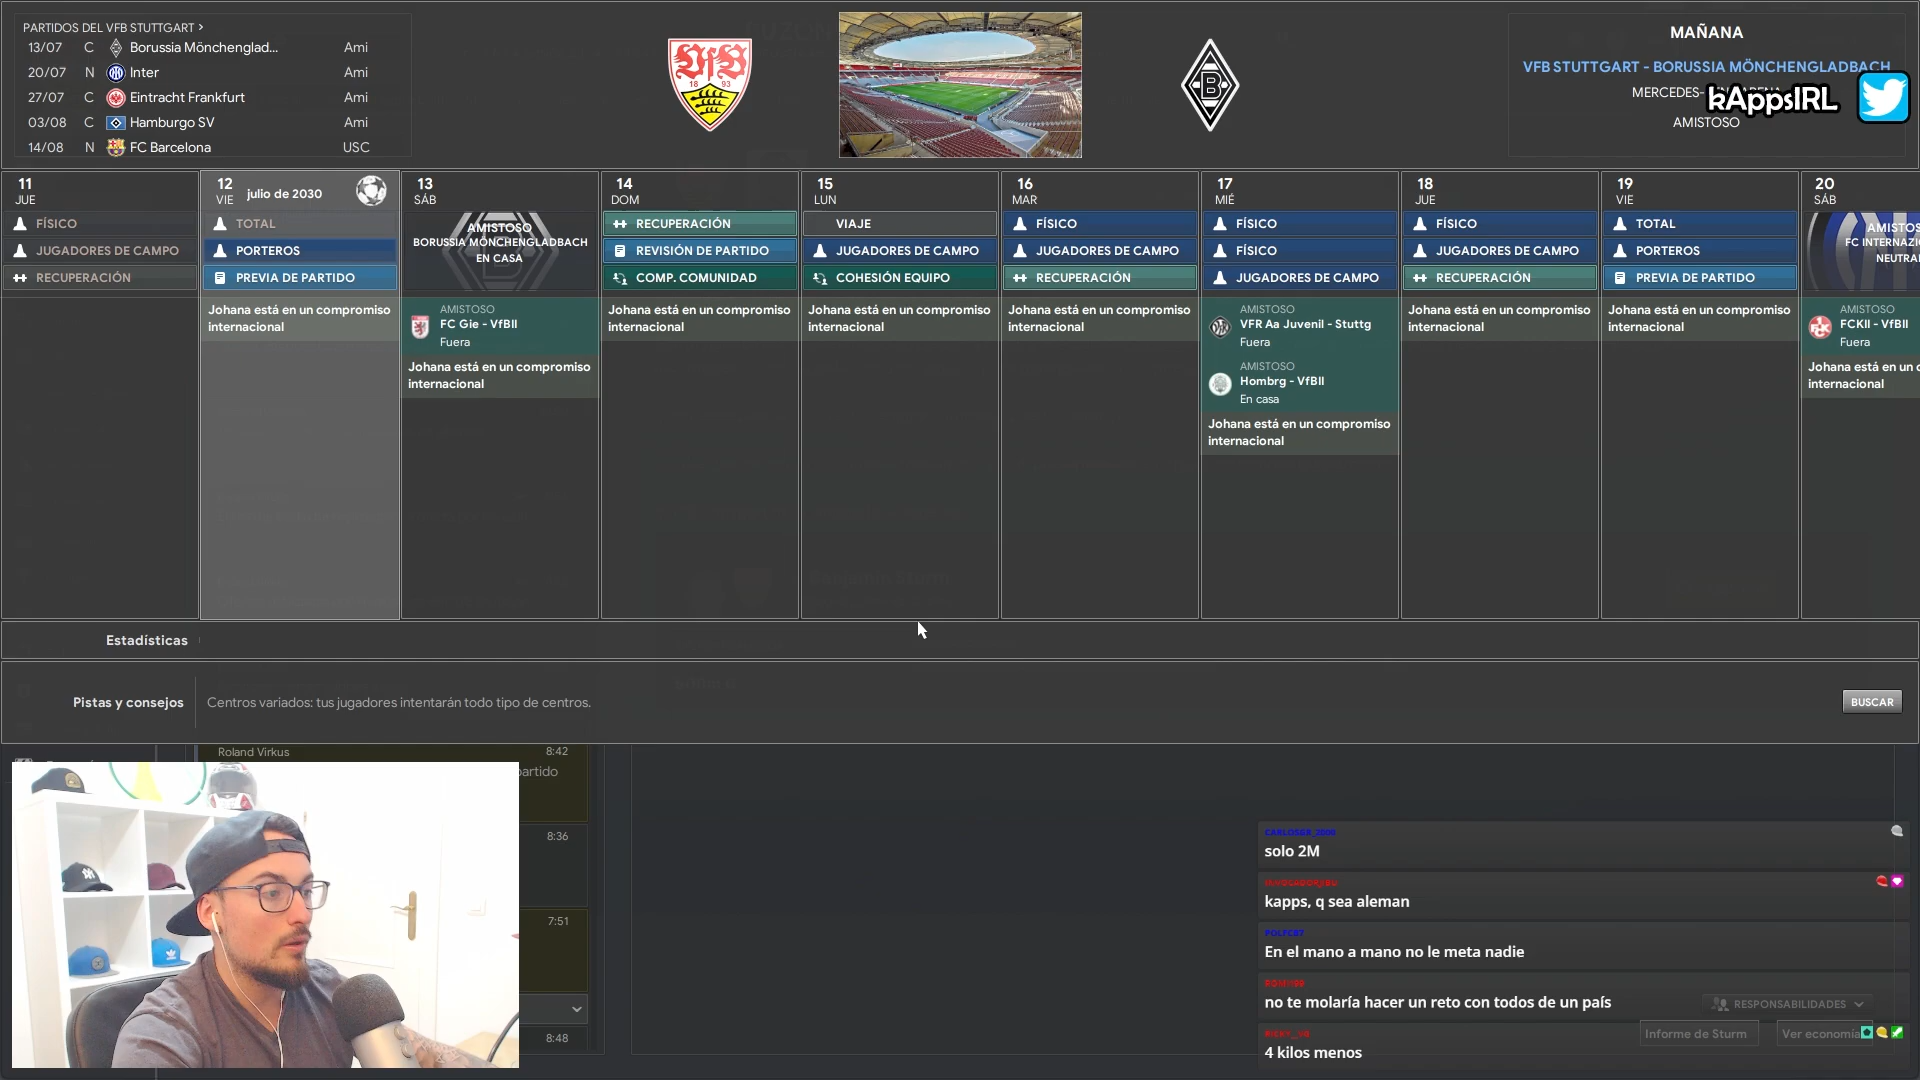 PARTIDOS DEL VFB STUTTGART >
13/07 C Borussia Mönchenglad... Ami
20/07 N Inter Ami
27/07 C Eintracht Frankfurt Ami
03/08 C Hamburgo SV Ami
14/08 N FC Barcelona USC
MAÑANA
VFB STUTTGART - BORUSSIA MÖNCHENGLADBACH
MERCEDES-
kAppsIRL
AMISTOSO
11
JUE
FÍSICO
JUGADORES DE CAMPO
RECUPERACIÓN
12
VIE julio de 2030
TOTAL
PORTEROS
PREVIA DE PARTIDO
Johana está en un compromiso
internacional
13
SÁB
AMISTOSO
BORUSSIA MÖNCHENGLADBACH
EN CASA
AMISTOSO
FC Gie - VfBII
Fuera
Johana está en un compromiso
internacional
14
DOM
RECUPERACIÓN
REVISIÓN DE PARTIDO
COMP. COMUNIDAD
Johana está en un compromiso
internacional
15
LUN
VIAJE
JUGADORES DE CAMPO
COHESIÓN EQUIPO
Johana está en un compromiso
internacional
16
MAR
FÍSICO
JUGADORES DE CAMPO
RECUPERACIÓN
Johana está en un compromiso
internacional
17
MIÉ
FÍSICO
FÍSICO
JUGADORES DE CAMPO
AMISTOSO
VFR Aa Juvenil - Stuttg
Fuera
AMISTOSO
Hombrg - VfBII
En casa
Johana está en un compromiso
internacional
18
JUE
FÍSICO
JUGADORES DE CAMPO
RECUPERACIÓN
Johana está en un compromiso
internacional
19
VIE
TOTAL
PORTEROS
PREVIA DE PARTIDO
Johana está en un compromiso
internacional
20
SÁB
AMISTOS
FC INTERNAZIO
NEUTRA
AMISTOSO
FCKII - VfBII
Fuera
Johana está en un c
internacional
Estadísticas
Pistas y consejos
Centros variados: tus jugadores intentarán todo tipo de centros.
BUSCAR
Roland Virkus 8:42
partido
8:36
7:51
8:48
solo 2M
kapps, q sea aleman
POLFCB7
En el mano a mano no le meta nadie
no te molaría hacer un reto con todos de un país
4 kilos menos
RESPONSABILIDADES
Informe de Sturm
Ver economía